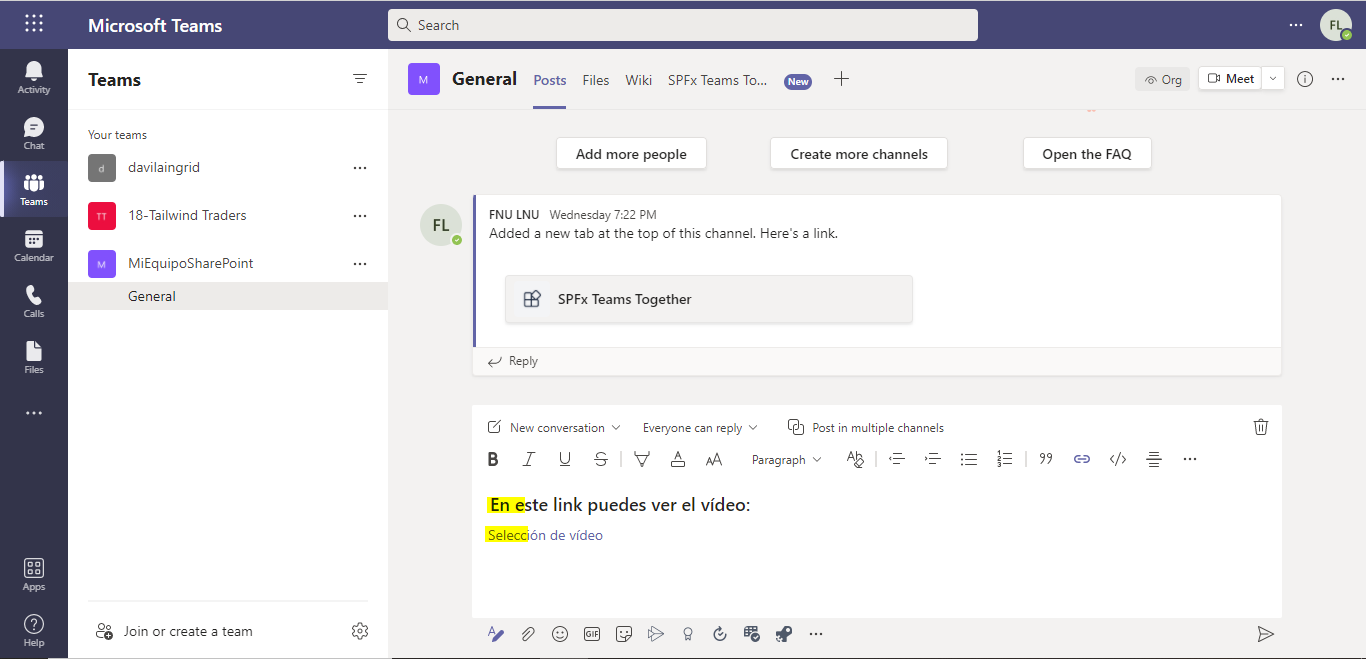 Microsoft Teams
Search
FL
Activity
Chat
Teams
Calendar
Calls
Files
Apps
Help
Teams
Your teams
d
davilaingrid
TT
18-Tailwind Traders
M
MiEquipoSharePoint
General
Join or create a team
M
General
Posts
Files
Wiki
SPFx Teams To...
New
Org
Meet
Add more people
Create more channels
Open the FAQ
FL
FNU LNU Wednesday 7:22 PM
Added a new tab at the top of this channel. Here's a link.
SPFx Teams Together
Reply
New conversation
Everyone can reply
Post in multiple channels
B I U S A AA Paragraph Ab 99 </>
En este link puedes ver el vídeo:
Selección de vídeo
GIF